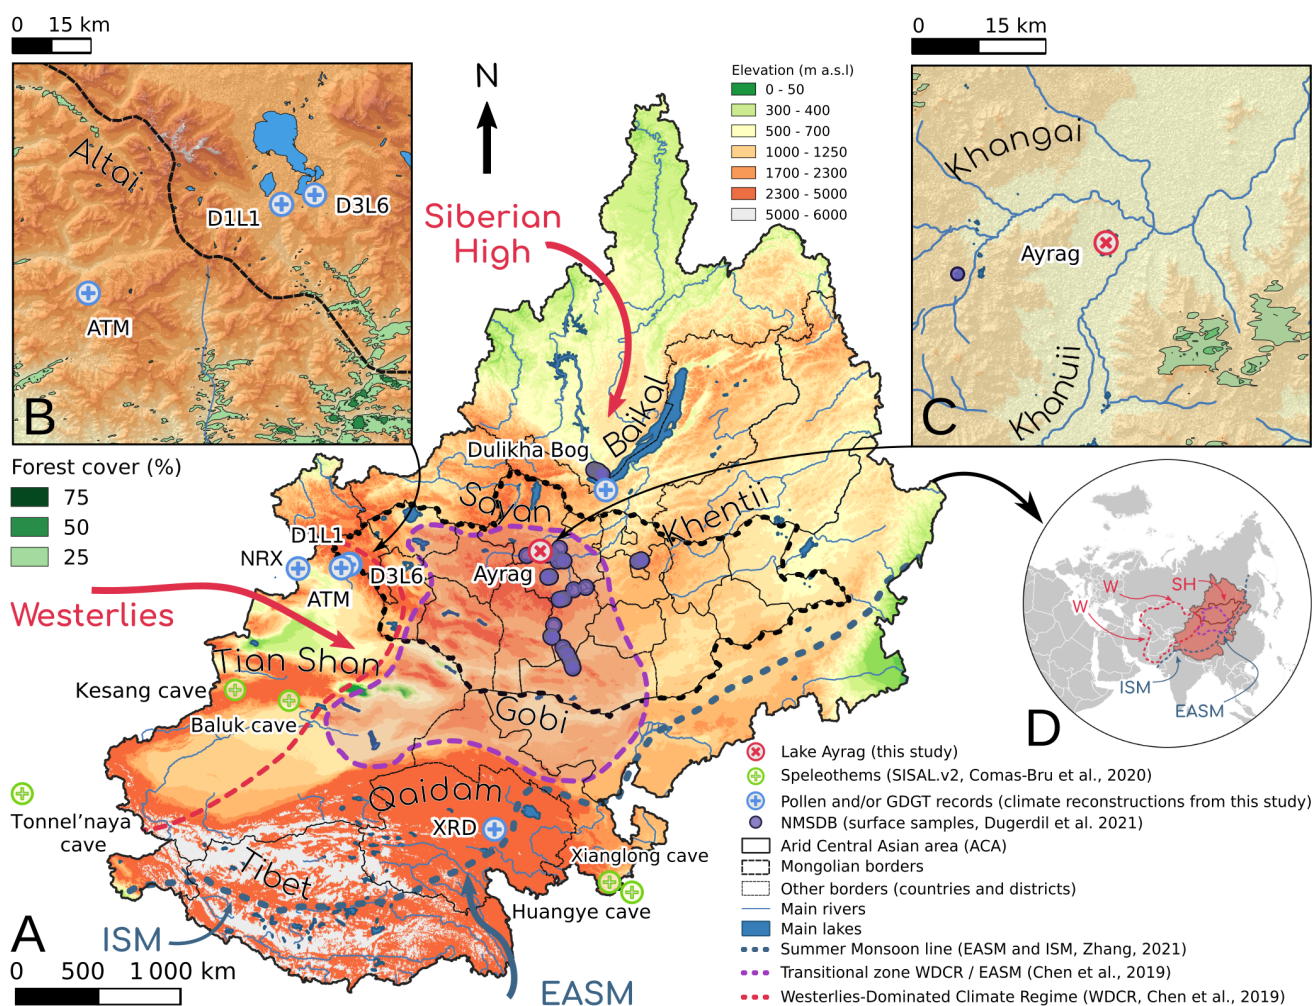 0 15 km
0 15 km
N
Elevation (m a.s.l)
0 - 50
300 - 400
500 - 700
1000 - 1250
1700 - 2300
2300 - 5000
5000 - 6000
Altai
D1L1
D3L6
ATM
B
Khangai
Ayrag
Khanuii
C
Siberian
High
Baikal
Dulikha Bog
Forest cover (%)
75
50
25
Sayan
Khentii
D1L1
NRX
D3L6
ATM
Ayrag
Westerlies
Tian Shan
Kesang cave
Baluk cave
Gobi
W
W
SH
ISM
EASM
D
Qaidam
XRD
Tonnel'naya
cave
Tibet
Xianglong cave
Huangye cave
A
ISM
EASM
0 500 1 000 km
Lake Ayrag (this study)
Speleothems (SISAL.v2, Comas-Bru et al., 2020)
Pollen and/or GDGT records (climate reconstructions from this study)
NMSDB (surface samples, Dugerdil et al. 2021)
Arid Central Asian area (ACA)
Mongolian borders
Other borders (countries and districts)
Main rivers
Main lakes
Summer Monsoon line (EASM and ISM, Zhang, 2021)
Transitional zone WDCR / EASM (Chen et al., 2019)
Westerlies-Dominated Climate Regime (WDCR, Chen et al., 2019)